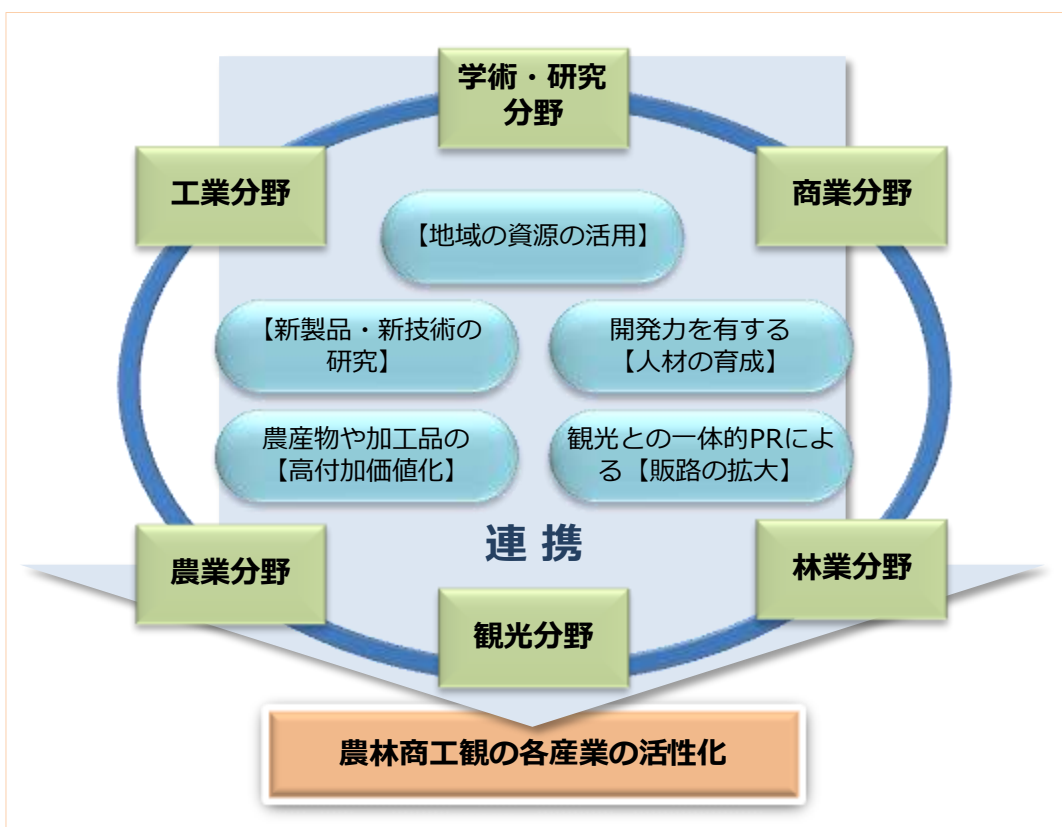 学術・研究
分野
工業分野
商業分野
【地域の資源の活用】
【新製品・新技術の
研究】
開発力を有する
【人材の育成】
農産物や加工品の
【高付加価値化】
観光との一体的PRによ
る【販路の拡大】
連 携
農業分野
林業分野
観光分野
農林商工観の各産業の活性化